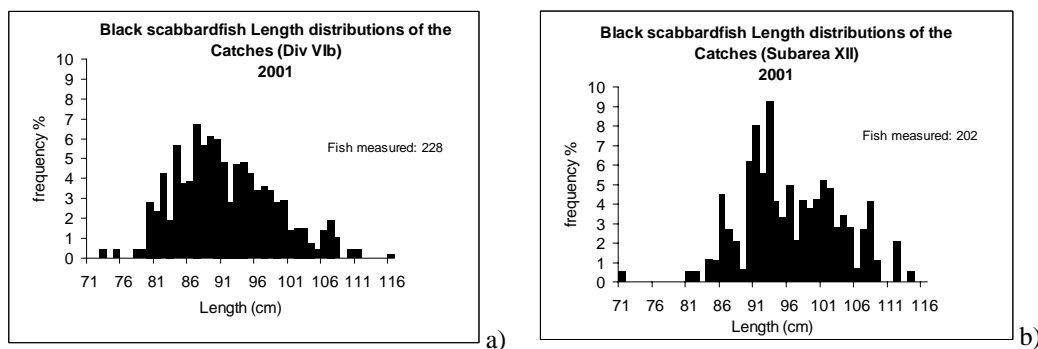 Black scabbardfish Length distributions of the
Catches (Div VIb)
2001
10
9
8
7
6
5
4
3
2
1
0
frequency %
Fish measured: 228
71 76 81 86 91 96 101 106 111 116
Length (cm)
a)
Black scabbardfish Length distributions of the
Catches (Subarea XII)
2001
10
9
8
7
6
5
4
3
2
1
0
frequency %
Fish measured: 202
71 76 81 86 91 96 101 106 111 116
Length (cm)
b)